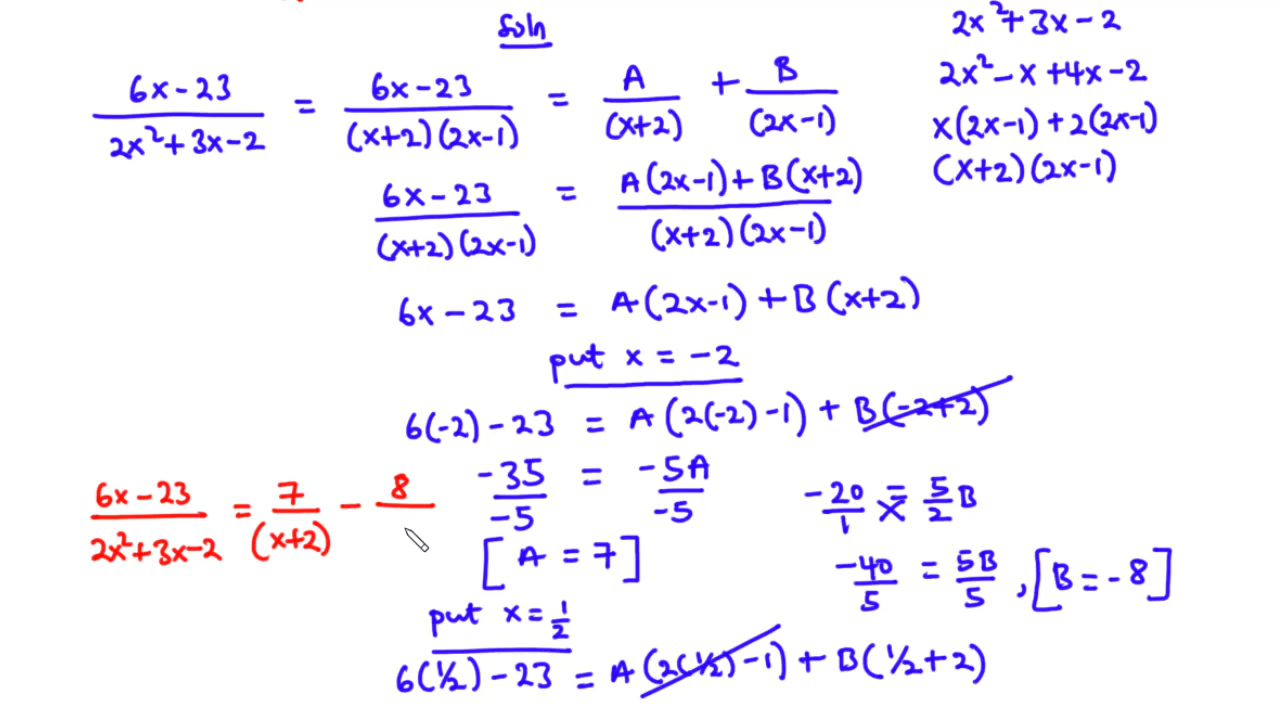 Soln
2x²+3x-2
2x²-x+4x-2
x(2x-1)+2(2x-1)
(x+2)(2x-1)
6x-23/2x²+3x-2 = 6x-23/(x+2)(2x-1) = A/(x+2) + B/(2x-1)
6x-23/(x+2)(2x-1) = A(2x-1)+B(x+2)/(x+2)(2x-1)
6x-23 = A(2x-1)+B(x+2)
put x = -2
6(-2)-23 = A(2(-2)-1)+B(-2+2)
-35/-5 = -5A/-5
[A = 7]
put x = 1/2
6(1/2)-23 = A(2(1/2)-1)+B(1/2+2)
-20/1 = 5/2 B
-40/5 = 5B/5 , [B = -8]
6x-23/2x²+3x-2 = 7/(x+2) - 8/